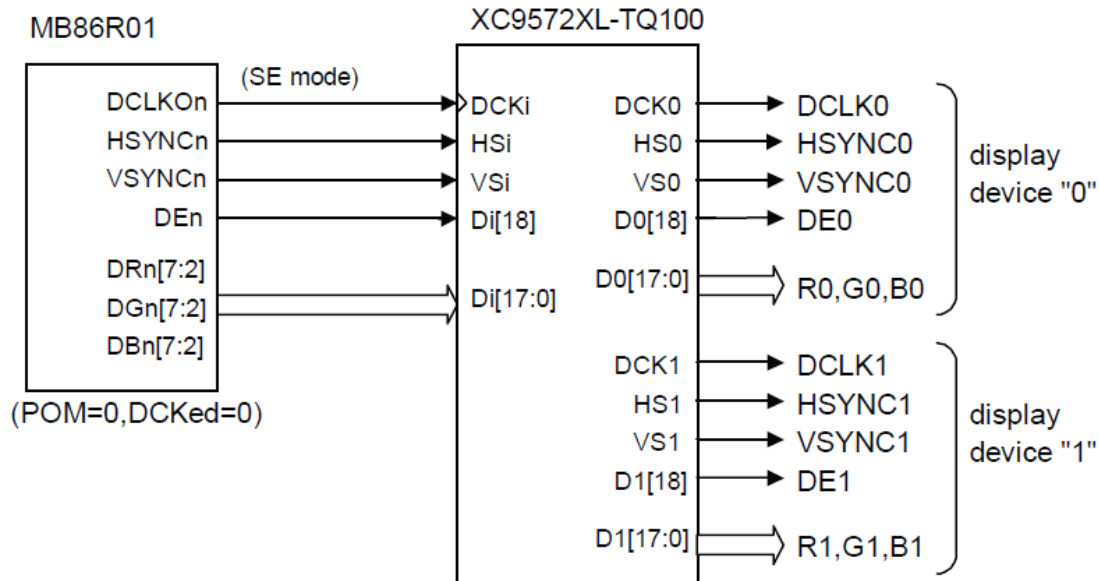 MB86R01
XC9572XL-TQ100
(SE mode)
DCLKOn
HSYNCn
VSYNCn
DEn
DRn[7:2]
DGn[7:2]
DBn[7:2]
(POM=0,DCKed=0)
DCKi
HSi
VSi
Di[18]
Di[17:0]
DCK0
HS0
VS0
D0[18]
D0[17:0]
DCK1
HS1
VS1
D1[18]
D1[17:0]
DCLK0
HSYNC0
VSYNC0
DE0
R0,G0,B0
display
device "0"
DCLK1
HSYNC1
VSYNC1
DE1
R1,G1,B1
display
device "1"